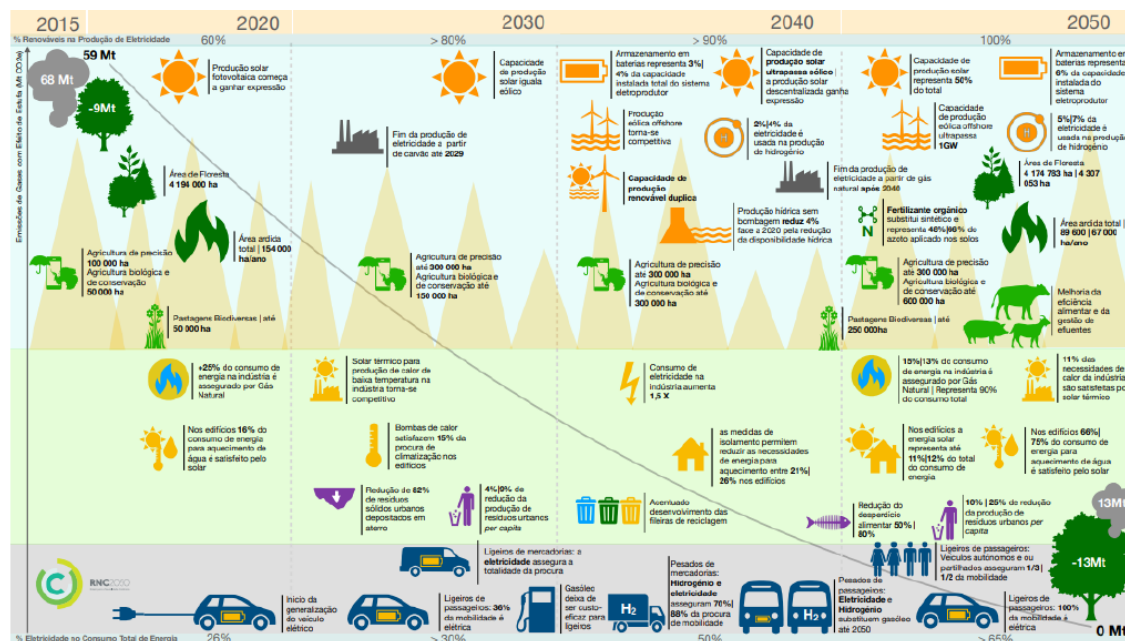 2015
2020
2030
2040
2050
% Renováveis na Produção de Eletricidade
60%
> 80%
> 90%
100%
Emissões de Gases com Efeito de Estufa (Mt CO2e)
59 Mt
68 Mt
-9Mt
Produção solar
fotovoltaica começa
a ganhar expressão
Capacidade
de produção
solar iguala
eólico
Armazenamento em
baterias representa 3%|
4% da capacidade
instalada total do sistema
eletroprodutor
Capacidade de
produção solar
ultrapassa eólico |
a produção solar
descentralizada ganha
expressão
Capacidade de
produção solar
representa 50%
do total
Armazenamento em
baterias representa
6% da capacidade
instalada do
sistema
eletroprodutor
Fim da produção de
eletricidade a partir
de carvão até 2029
Produção
eólica offshore
torna-se
competitiva
2%|4% da
eletricidade é
usada na produção
de hidrogénio
Capacidade de
produção eólica
offshore
ultrapassa
1GW
5%|7% da
eletricidade é
usada na produção
de hidrogénio
Área de Floresta
4 194 000 ha
Capacidade de
produção
renovável duplica
Fim da produção de
eletricidade a partir de gás
natural após 2040
Área de Floresta
4 174 783 ha | 4 307
053 ha
Área ardida
total | 154 000
ha/ano
Produção hídrica sem
bombagem reduz 4%
face a 2020 pela redução
da disponibilidade hídrica
N
Fertilizante orgânico
substitui sintético e
representa 46%|66% de
azoto aplicado nos solos
Área ardida total |
89 600 | 67 000
ha/ano
Agricultura de precisão
100 000 ha
Agricultura biológica e
de conservação
50 000 ha
Agricultura de precisão
até 300 000 ha
Agricultura biológica e
de conservação até
150 000 ha
Agricultura de precisão
até 300 000 ha
Agricultura biológica e
de conservação até
300 000 ha
Agricultura de precisão
até 300 000 ha
Agricultura biológica e
de conservação até
600 000 ha
Melhoria da
eficiência
alimentar e da
gestão de
efluentes
Pastagens Biodiversas | até
50 000 ha
Pastagens Biodiversas | até
250 000ha
+25% do consumo de
energia na indústria é
assegurado por Gás
Natural
Solar térmico para
produção de calor de
baixa temperatura na
indústria torna-se
competitivo
Consumo de
eletricidade na
indústria aumenta
1,5 X
15%|13% do consumo
de energia na indústria é
assegurado por Gás
Natural | Representa 90%
do consumo total
11% das
necessidades de
calor da indústria
são satisfeitas por
solar térmico
Nos edifícios 16% do
consumo de energia
para aquecimento de
água é satisfeito pelo
solar
Bombas de calor
satisfazem 15% da
procura de
climatização nos
edifícios
as medidas de
isolamento permitem
reduzir as necessidades
de energia para
aquecimento entre 21%|
26% nos edifícios
Nos edifícios a
energia solar
representa até
11%|12% do total
do consumo de
energia
Nos edifícios 66%|
75% do consumo de
energia para
aquecimento de água
é satisfeito pelo solar
Redução de 62%
de resíduos
sólidos urbanos
depositados em
aterro
4%|9% de
redução da
produção de
resíduos urbanos
per capita
Acentuado
desenvolvimento das
fileiras de reciclagem
Redução do
desperdício
alimentar 50% |
80%
10% | 25% de redução
da produção de
resíduos urbanos per
capita
13Mt
-13Mt
0 Mt
RNC2050
Ligeiros de mercadorias: a
eletricidade assegura a
totalidade da procura
Pesados de
mercadorias:
Hidrogénio e
eletricidade
asseguram 70%|
88% da procura
de mobilidade
Ligeiros de passageiros:
Veículos autónomos e ou
partilhados asseguram 1/3 |
1/2 da mobilidade
Início da
generalização
do veículo
elétrico
Ligeiros de
passageiros: 36%
da mobilidade é
elétrica
Gasóleo
deixa de
ser custo-
eficaz para
ligeiros
H2
H2
Pesados de
passageiros:
Eletricidade e
Hidrogénio
substituem gasóleo
até 2050
Ligeiros de
passageiros: 100%
da mobilidade é
elétrica
% Eletricidade no Consumo Total de Energia
26%
> 30%
50%
> 65%